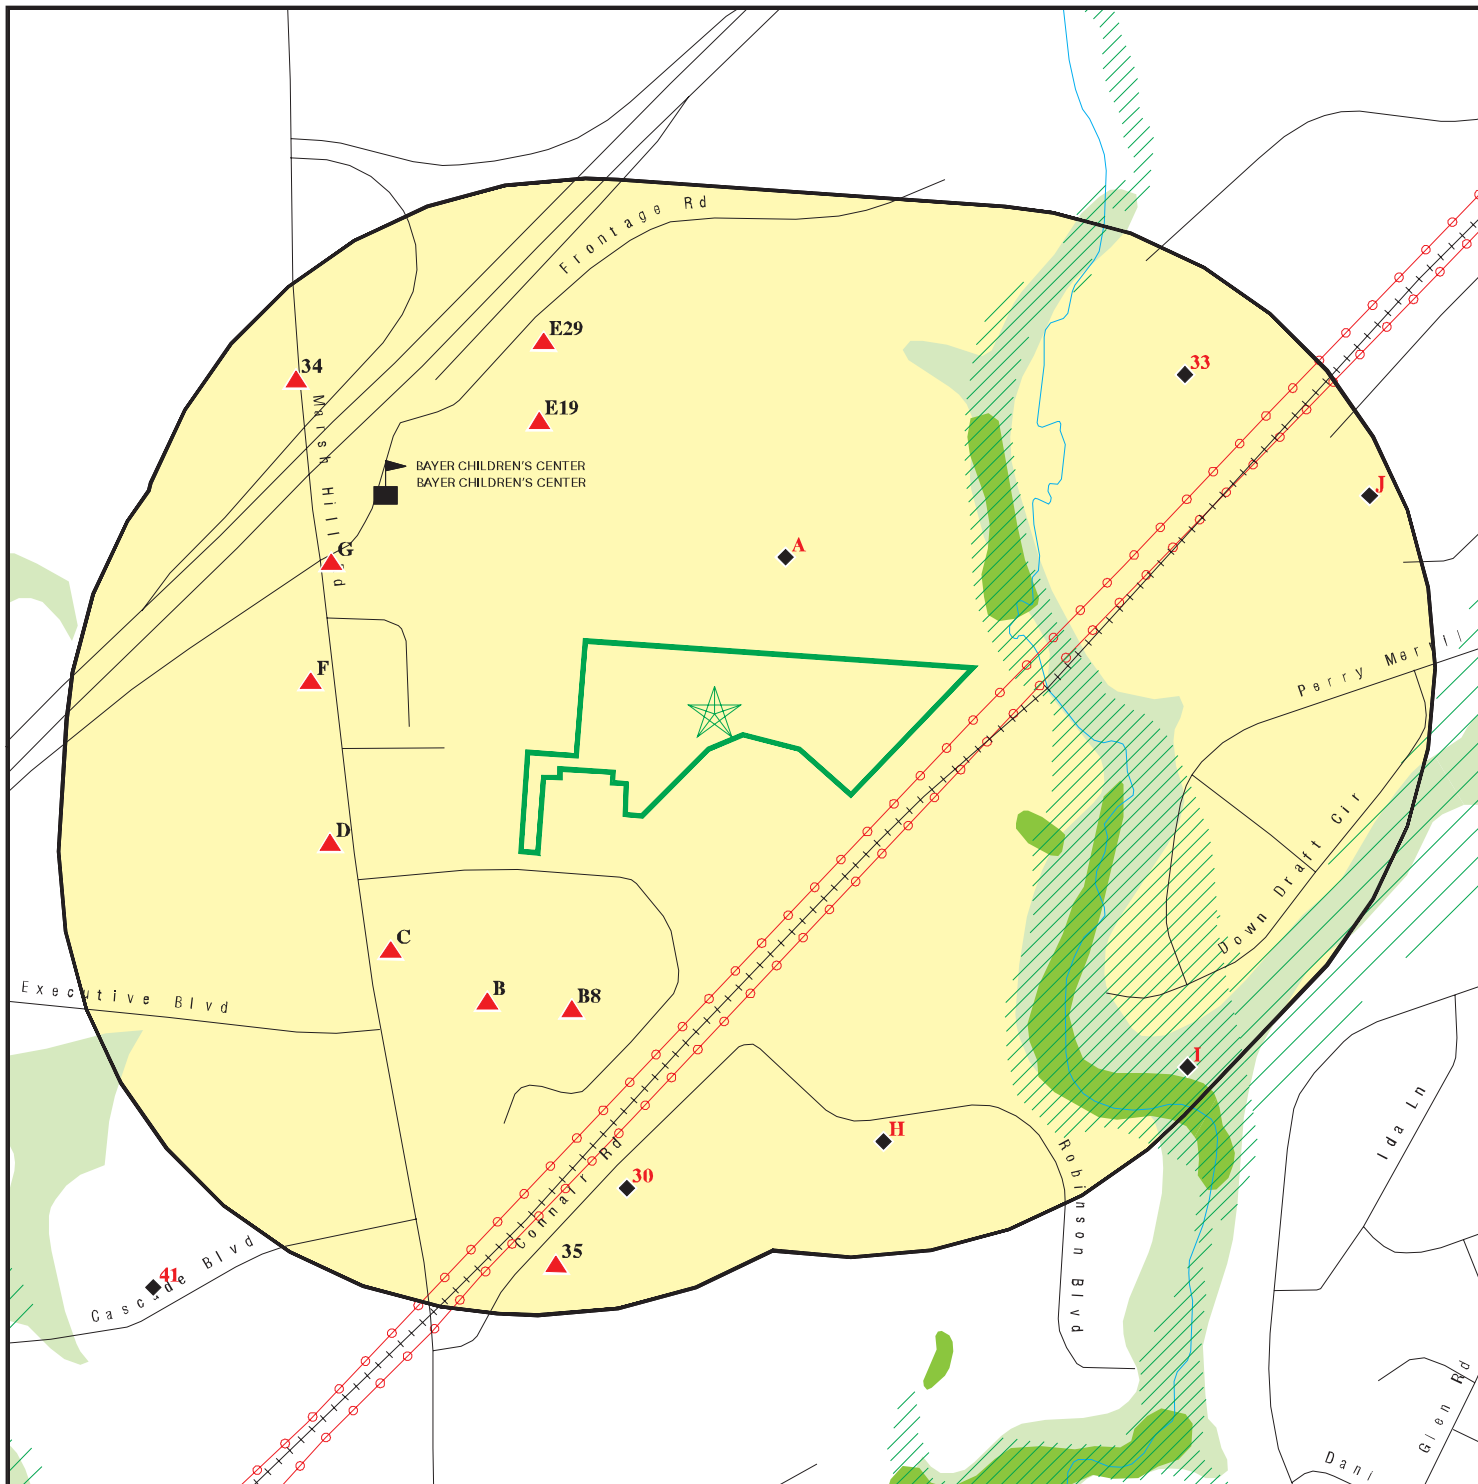 Frontage Rd
E29
34
33
E19
Marsh Hill Rd
BAYER CHILDREN'S CENTER
BAYER CHILDREN'S CENTER
J
A
G
F
Perry Merril
D
Down Draft Cir
C
B
B8
Executive Blvd
I
Ida Ln
H
Robinson Blvd
Connair Rd
30
35
41
Cascade Blvd
Glen Rd
Dani